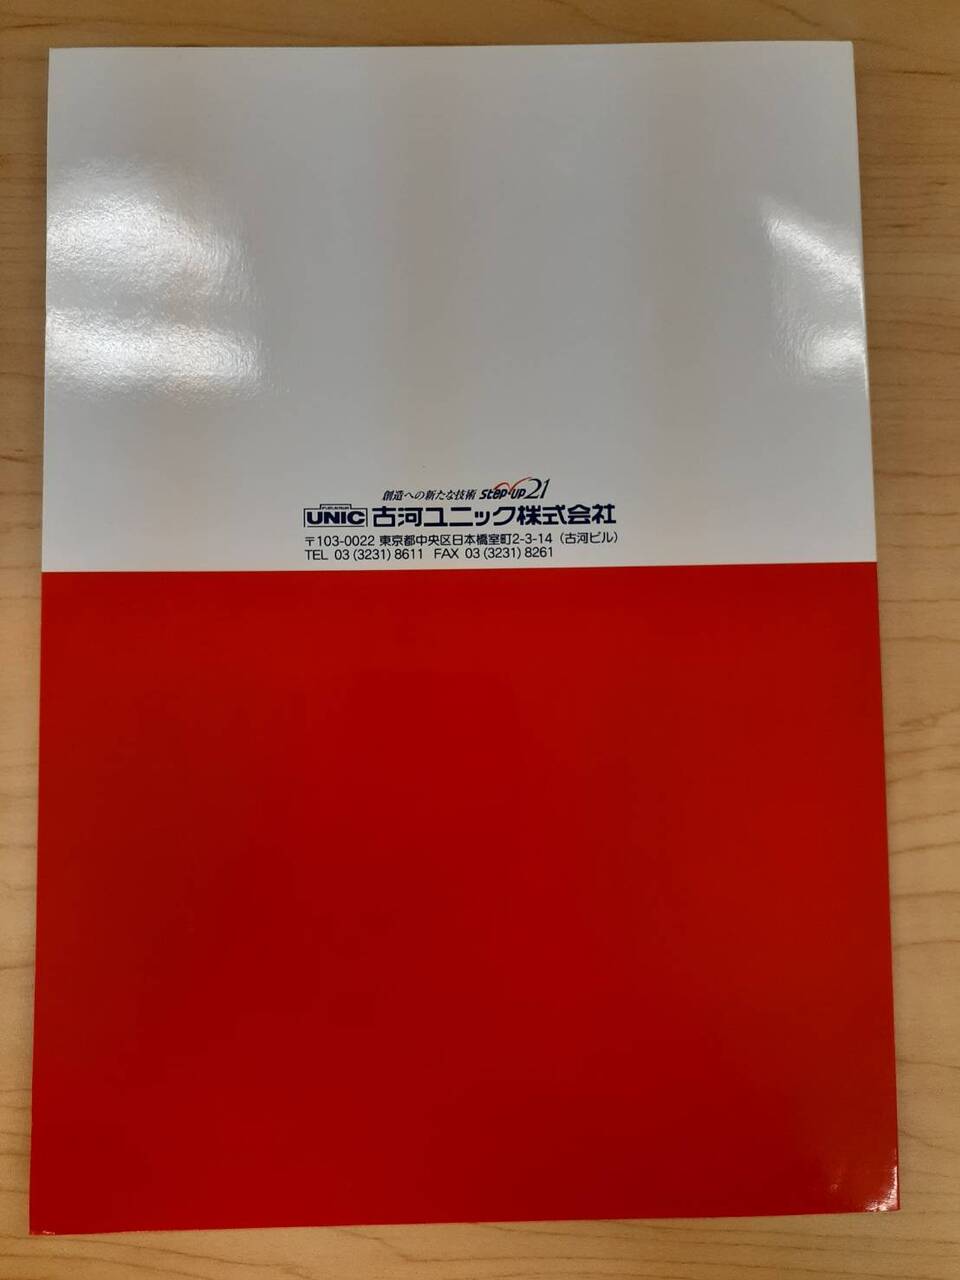 創造への新たな技術 Step・up21
UNIC 古河ユニック株式会社
〒103-0022 東京都中央区日本橋室町2-3-14（古河ビル）
TEL 03 (3231) 8611 FAX 03 (3231) 8261